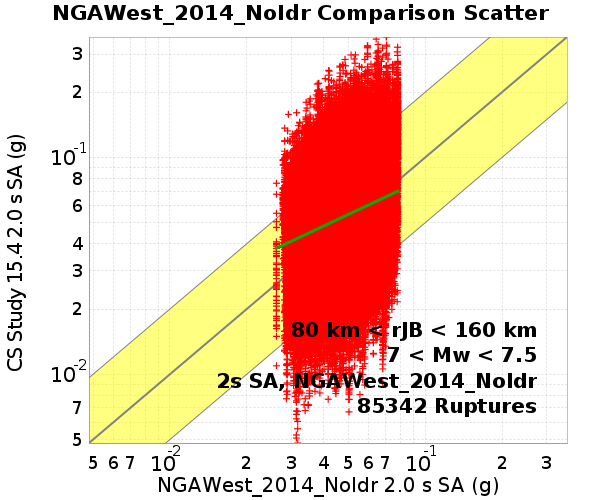 NGAWest_2014_NoIdr Comparison Scatter
CS Study 15.4 2.0 s SA (g)
3
2
10^-1
8
6
4
3
2
10^-2
7
5
80 km < rJB < 160 km
7 < Mw < 7.5
2s SA, NGAWest_2014_NoIdr
85342 Ruptures
5 6 7 10^-2 2 3 4 5 6 7 10^-1 2 3
NGAWest_2014_NoIdr 2.0 s SA (g)